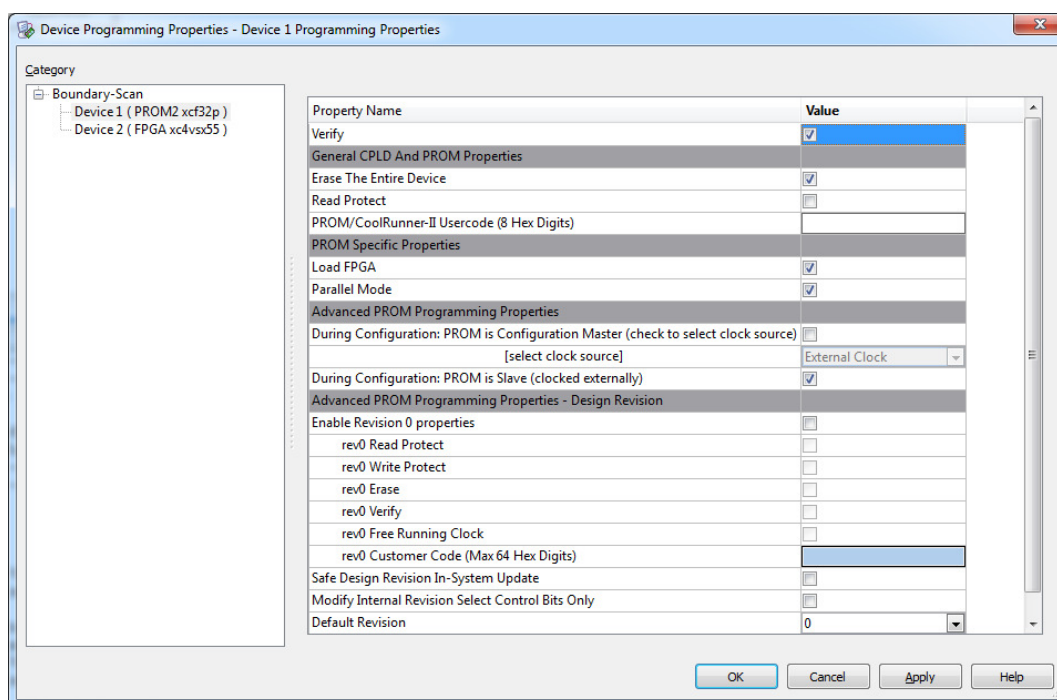 Device Programming Properties - Device 1 Programming Properties
Category
Boundary-Scan
Device 1 ( PROM2 xcf32p )
Device 2 ( FPGA xc4vsx55 )
Property Name Value
Verify
General CPLD And PROM Properties
Erase The Entire Device
Read Protect
PROM/CoolRunner-II Usercode (8 Hex Digits)
PROM Specific Properties
Load FPGA
Parallel Mode
Advanced PROM Programming Properties
During Configuration: PROM is Configuration Master (check to select clock source)
[select clock source] External Clock
During Configuration: PROM is Slave (clocked externally)
Advanced PROM Programming Properties - Design Revision
Enable Revision 0 properties
rev0 Read Protect
rev0 Write Protect
rev0 Erase
rev0 Verify
rev0 Free Running Clock
rev0 Customer Code (Max 64 Hex Digits)
Safe Design Revision In-System Update
Modify Internal Revision Select Control Bits Only
Default Revision 0
OK Cancel Apply Help